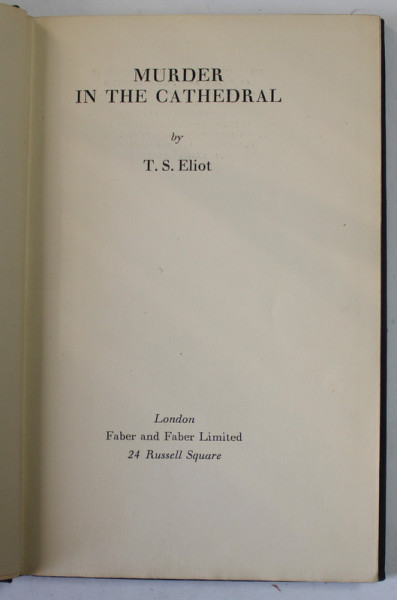 MURDER
IN THE CATHEDRAL
by
T. S. Eliot
London
Faber and Faber Limited
24 Russell Square